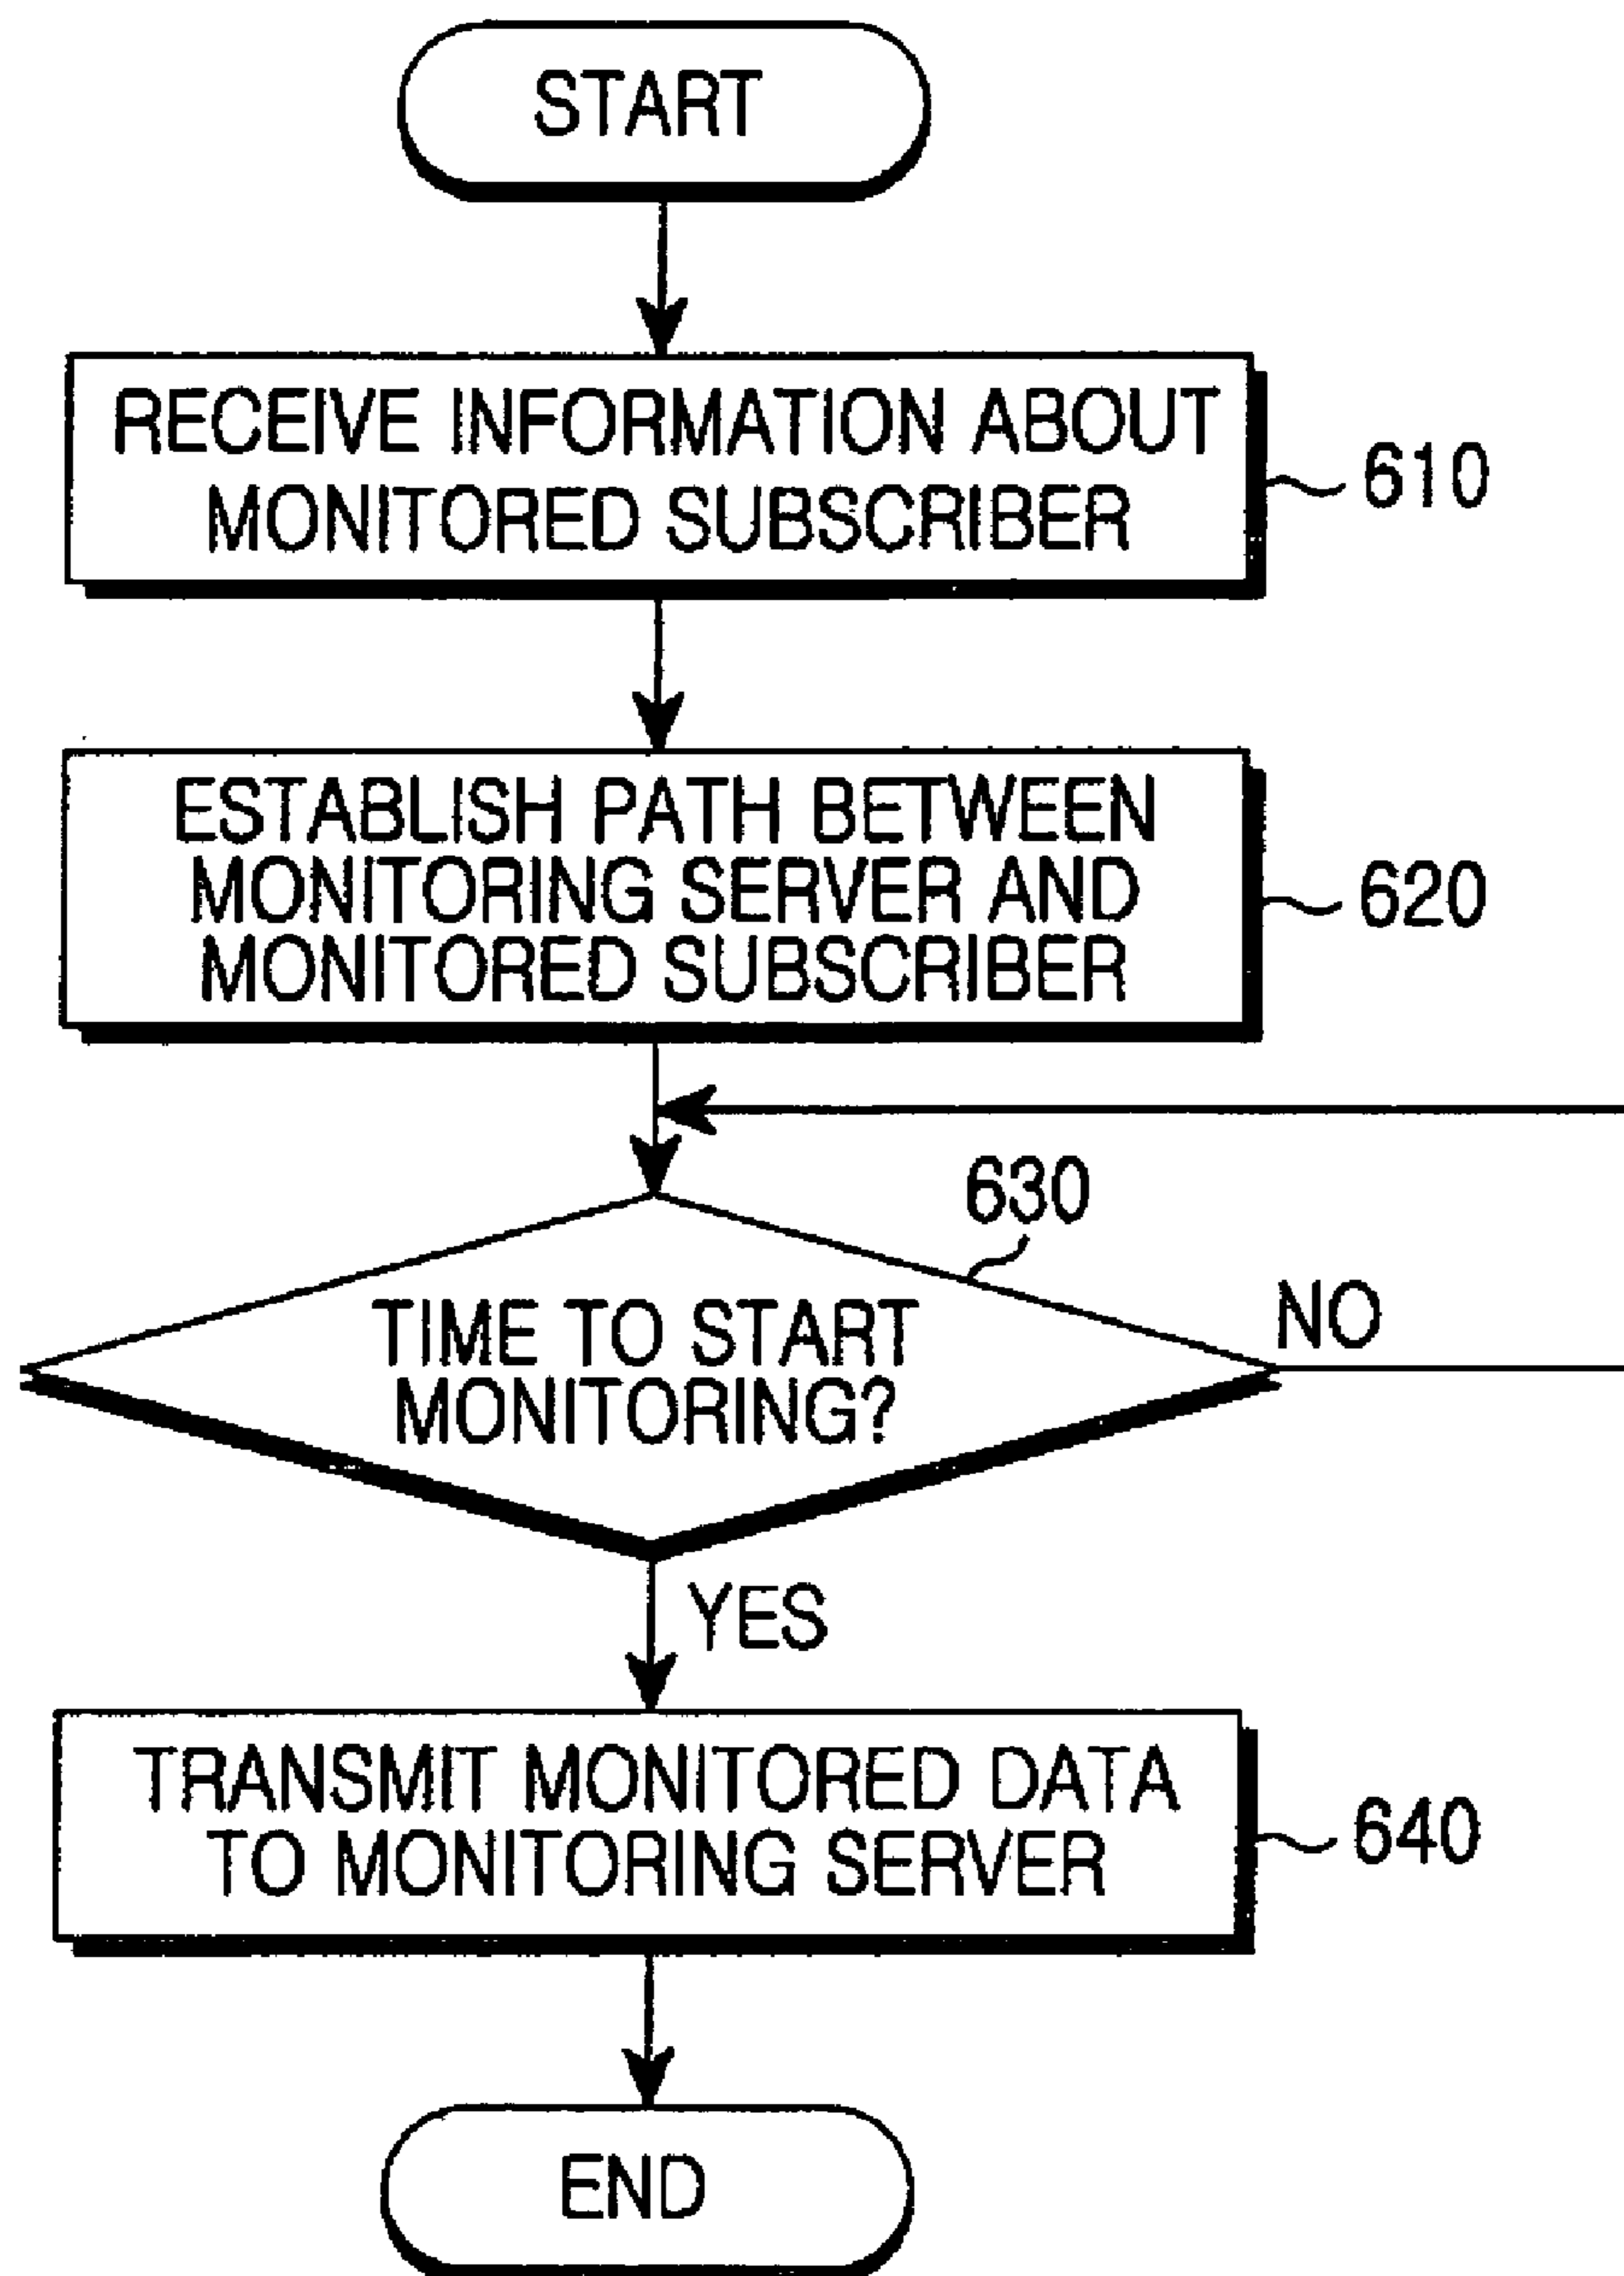 START
RECEIVE INFORMATION ABOUT
MONITORED SUBSCRIBER
610
ESTABLISH PATH BETWEEN
MONITORING SERVER AND
MONITORED SUBSCRIBER
620
630
TIME TO START
MONITORING?
NO
YES
TRANSMIT MONITORED DATA
TO MONITORING SERVER
640
END